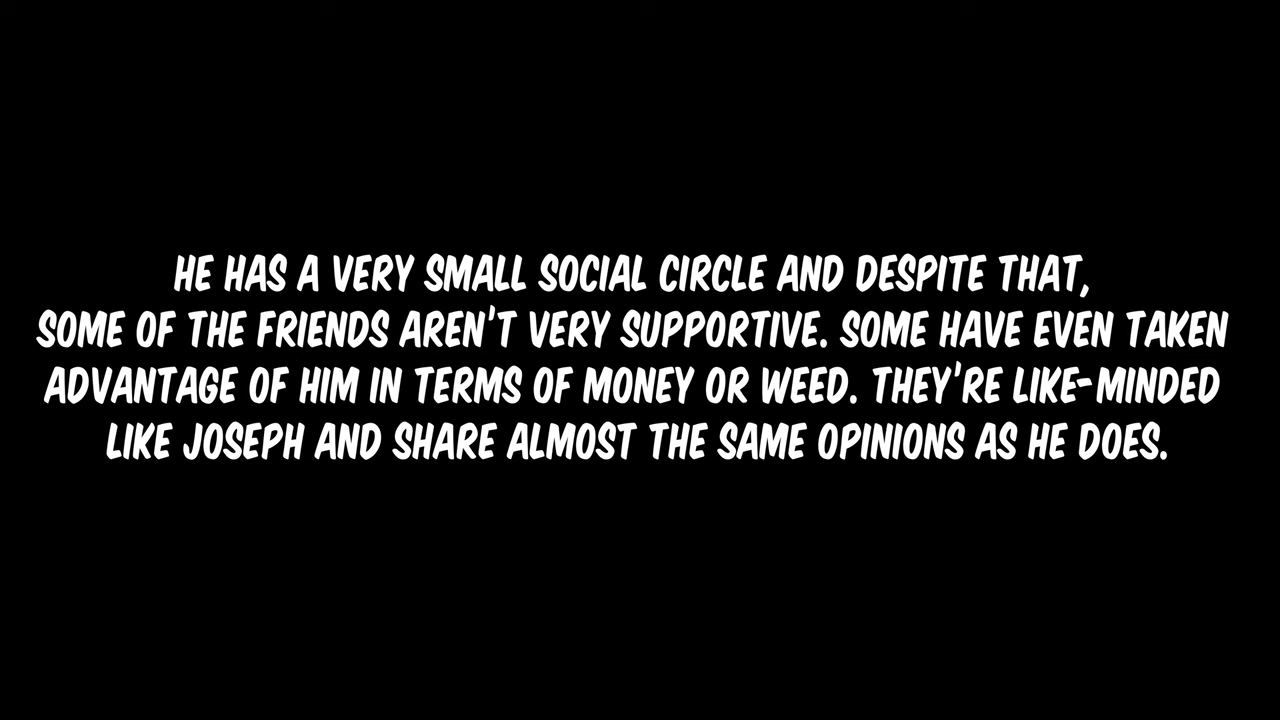 HE HAS A VERY SMALL SOCIAL CIRCLE AND DESPITE THAT,
SOME OF THE FRIENDS AREN'T VERY SUPPORTIVE. SOME HAVE EVEN TAKEN
ADVANTAGE OF HIM IN TERMS OF MONEY OR WEED. THEY'RE LIKE-MINDED
LIKE JOSEPH AND SHARE ALMOST THE SAME OPINIONS AS HE DOES.